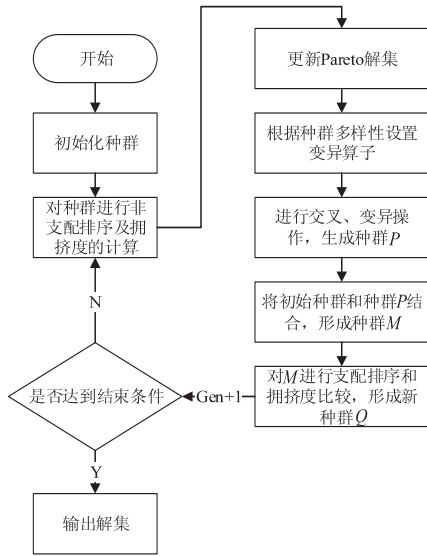 开始
初始化种群
对种群进行非
支配排序及拥
挤度的计算
更新Pareto解集
根据种群多样性设置
变异算子
进行交叉、变异操
作，生成种群P
将初始种群和种群P结
合，形成种群M
对M进行支配排序和
拥挤度比较，形成新
种群Q
Gen+1
是否达到结束条件
N
Y
输出解集